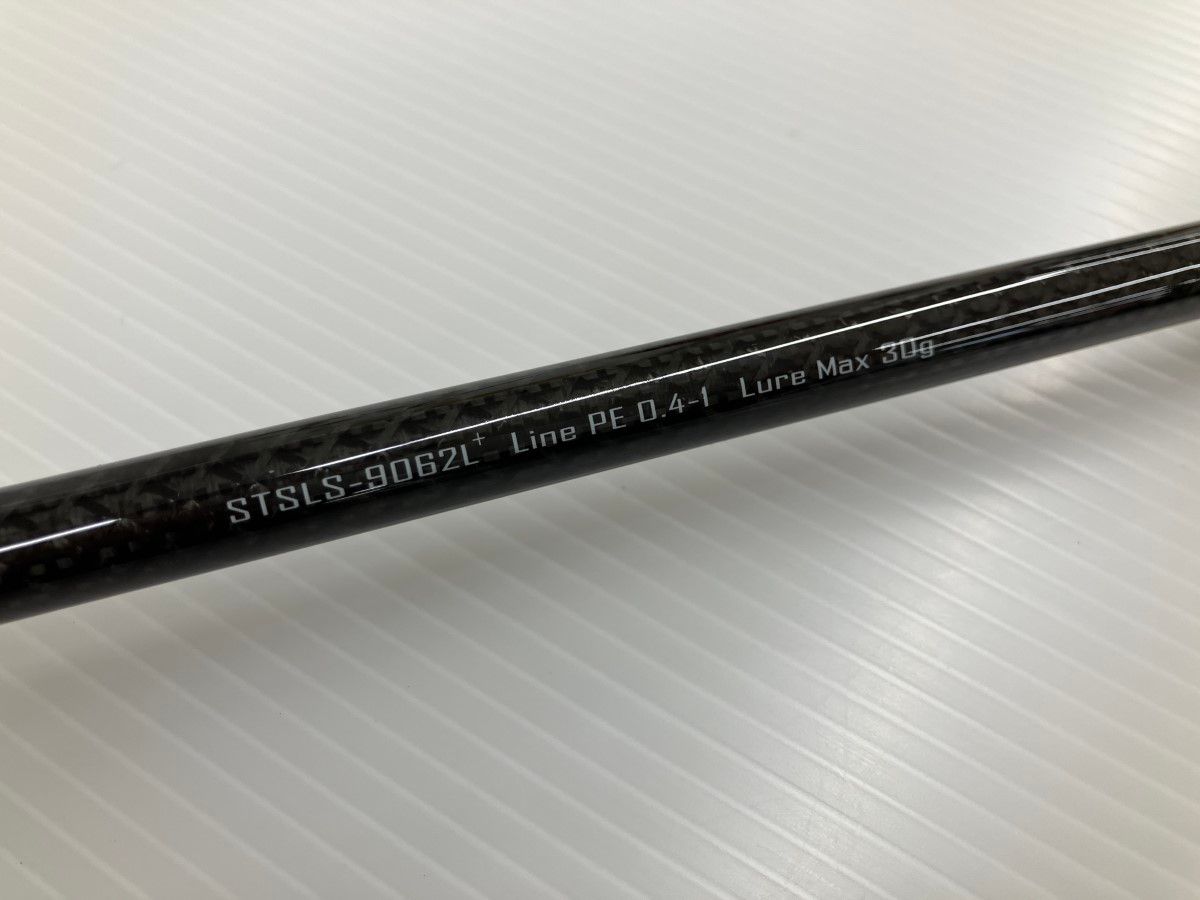 STSLS-9062L⁺ Line PE 0.4-1 Lure Max 30g